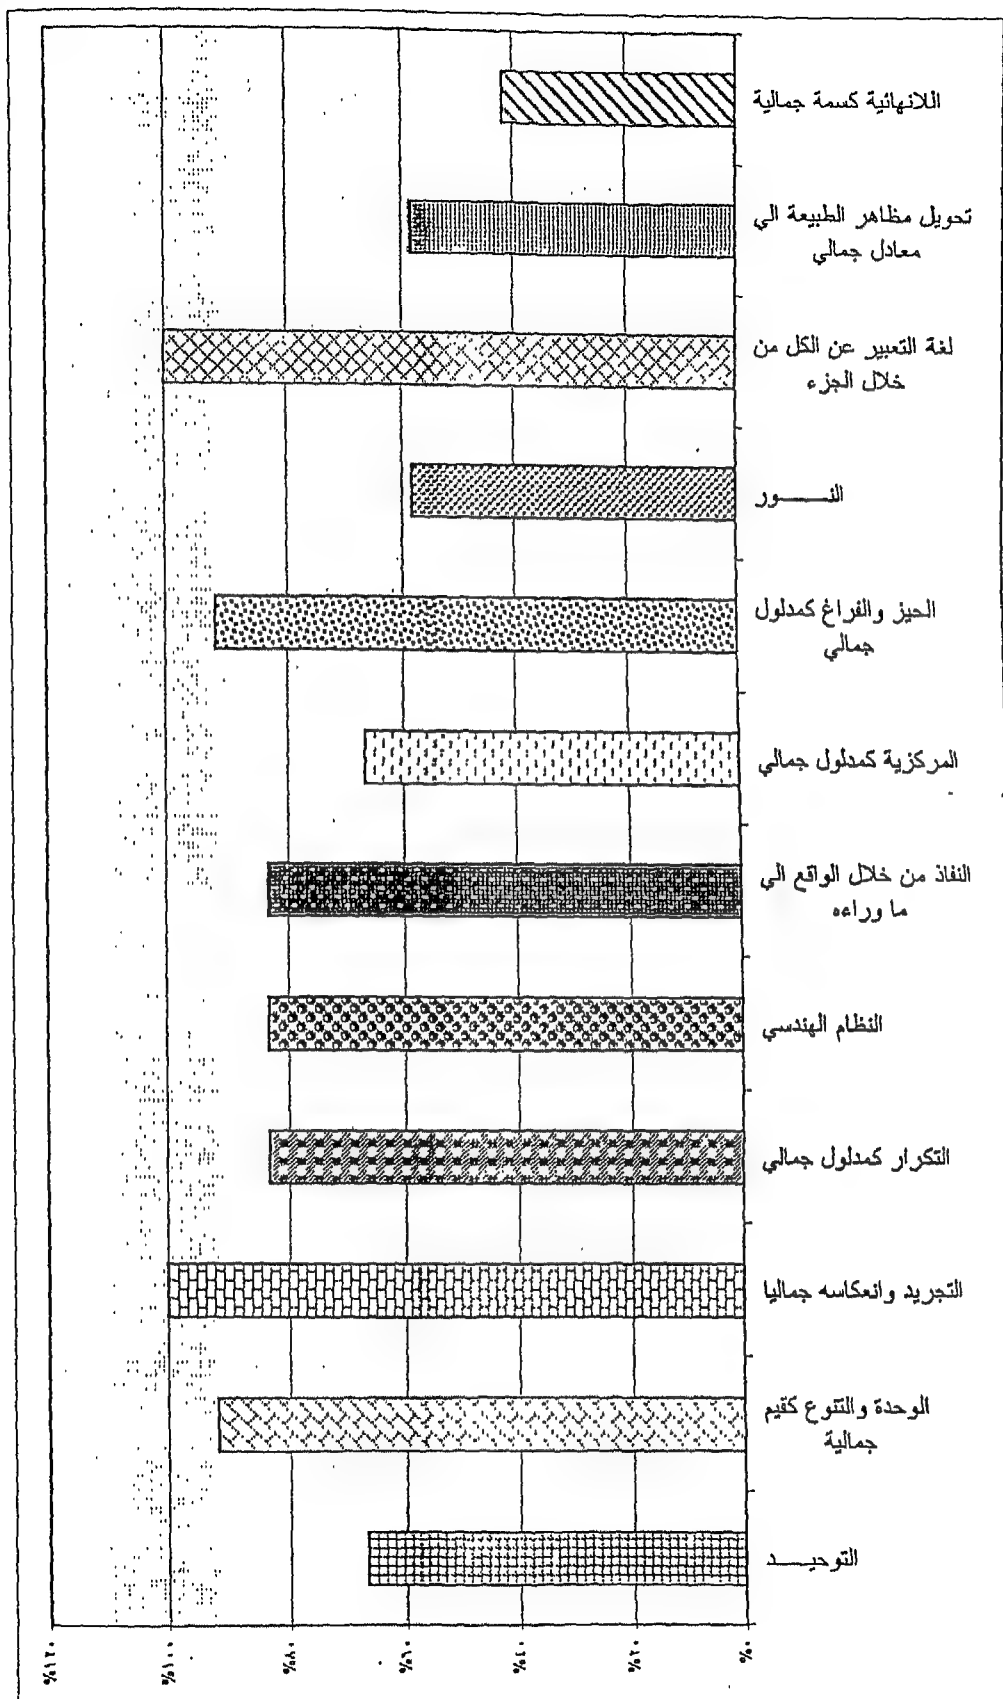 اللانهائية كسمة جمالية
تحويل مظاهر الطبيعة الي
معادل جمالي
لغة التعبير عن الكل من
خلال الجزء
النـــــور
الحيز والفراغ كمدلول
جمالي
المركزية كمدلول جمالي
النفاذ من خلال الواقع الي
ما وراءه
النظام الهندسي
التكرار كمدلول جمالي
التجريد وانعكاسه جماليا
الوحدة والتنوع كقيم
جمالية
التوحيـــد
%١٢٠
%١٠٠
%٨٠
%٦٠
%٤٠
%٢٠
%٠